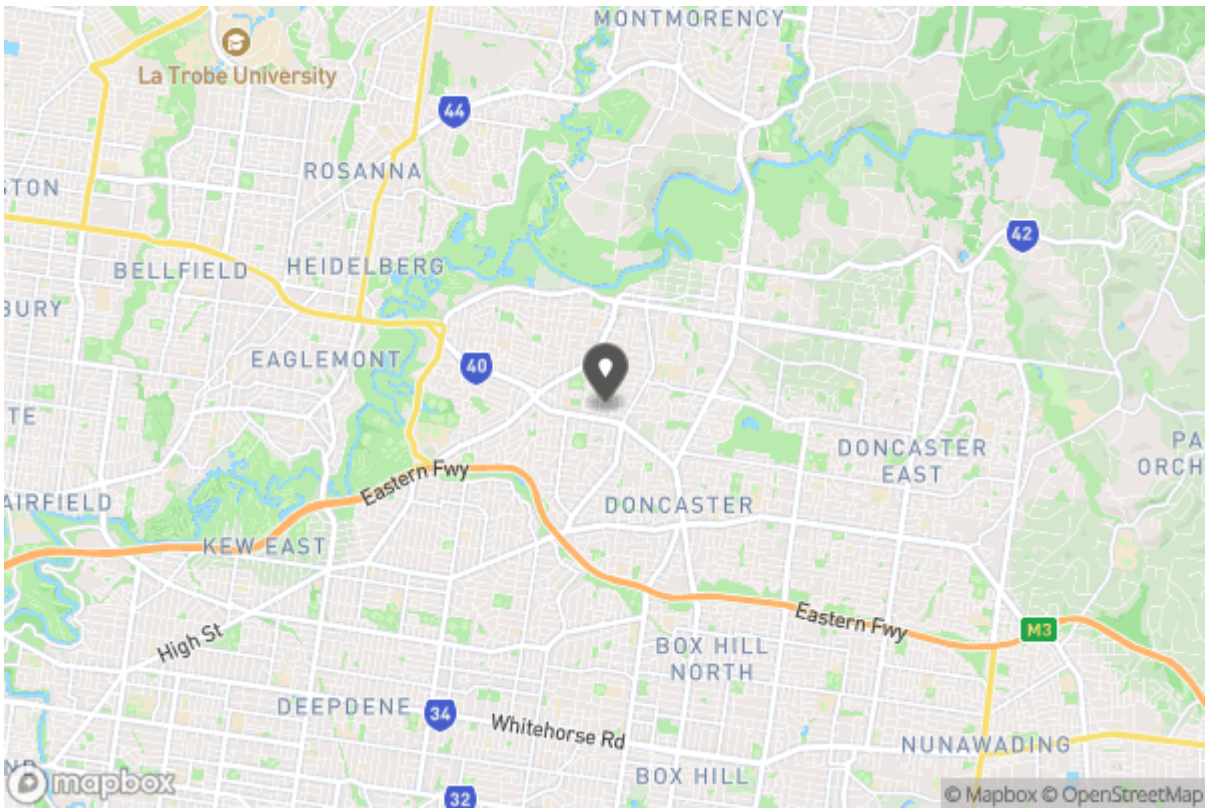 MONTMORENCY
La Trobe University
44
ROSANNA
STON
42
BELLFIELD
HEIDELBERG
BURY
EAGLEMONT
40
TE
DONCASTER
EAST
PA
ORCH
AIRFIELD
Eastern Fwy
DONCASTER
KEW EAST
Eastern Fwy
M3
High St
BOX HILL
NORTH
DEEPDENE
34
Whitehorse Rd
NUNAWADING
ND
mapbox
32
BOX HILL
© Mapbox © OpenStreetMap